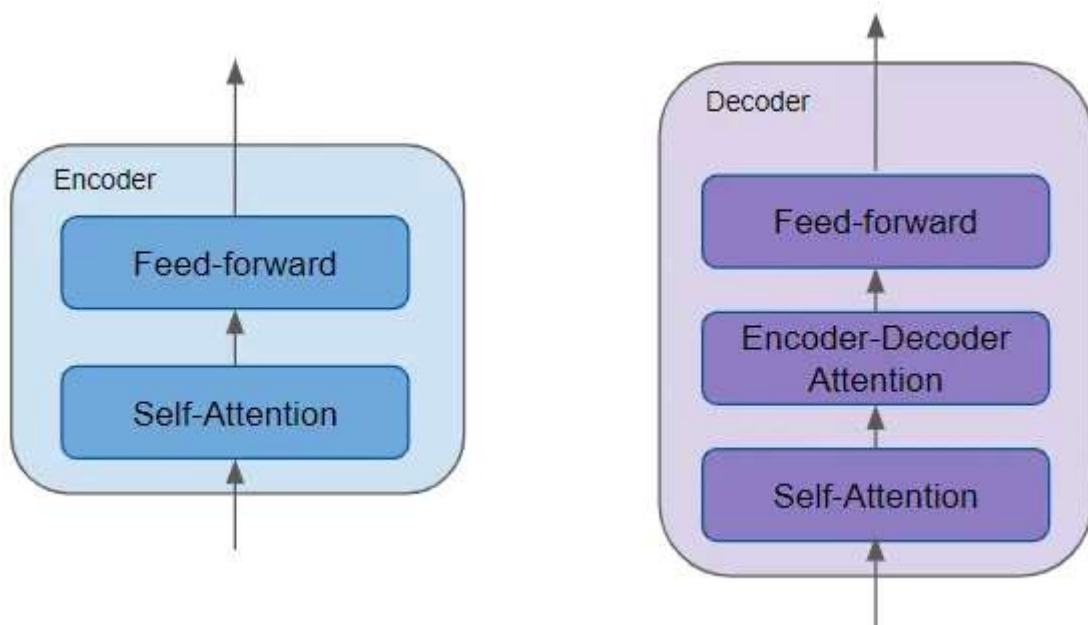 Encoder
Feed-forward
Self-Attention
Decoder
Feed-forward
Encoder-Decoder
Attention
Self-Attention